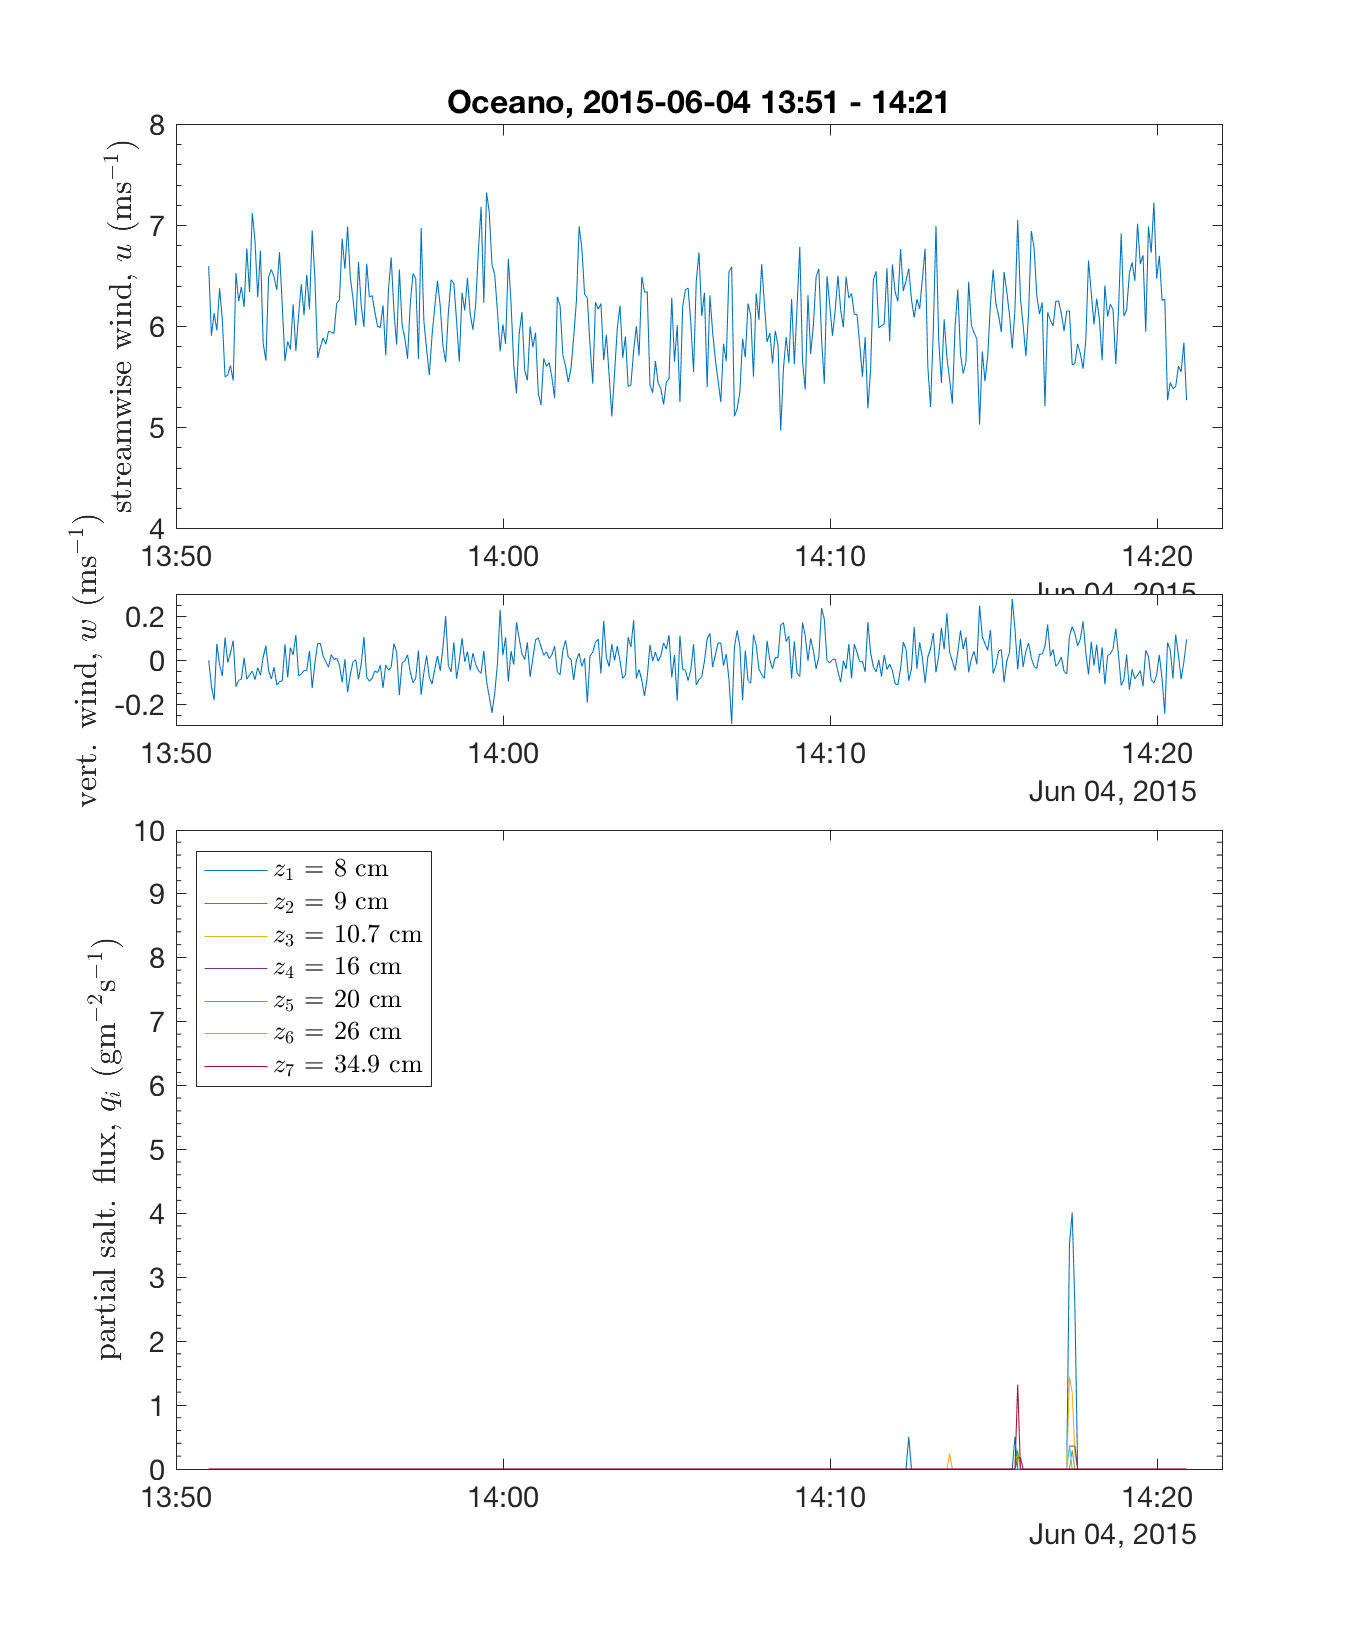 Oceano, 2015-06-04 13:51 - 14:21
streamwise wind, u (ms⁻¹)
8
7
6
5
4
13:50 14:00 14:10 14:20
Jun 04, 2015
vert. wind, w (ms⁻¹)
0.2
0
-0.2
13:50 14:00 14:10 14:20
Jun 04, 2015
partial salt. flux, qᵢ (gm⁻²s⁻¹)
10
9
8
7
6
5
4
3
2
1
0
z₁ = 8 cm
z₂ = 9 cm
z₃ = 10.7 cm
z₄ = 16 cm
z₅ = 20 cm
z₆ = 26 cm
z₇ = 34.9 cm
13:50 14:00 14:10 14:20
Jun 04, 2015